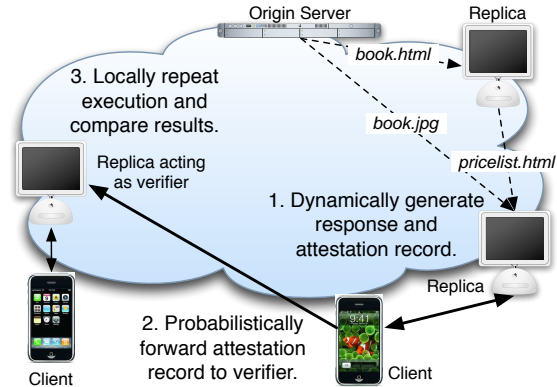 Origin Server
Replica
book.html
3. Locally repeat
execution and
compare results.
book.jpg
pricelist.html
Replica acting
as verifier
1. Dynamically generate
response and
attestation record.
Replica
9:41
2. Probabilistically
forward attestation
record to verifier.
Client
Client